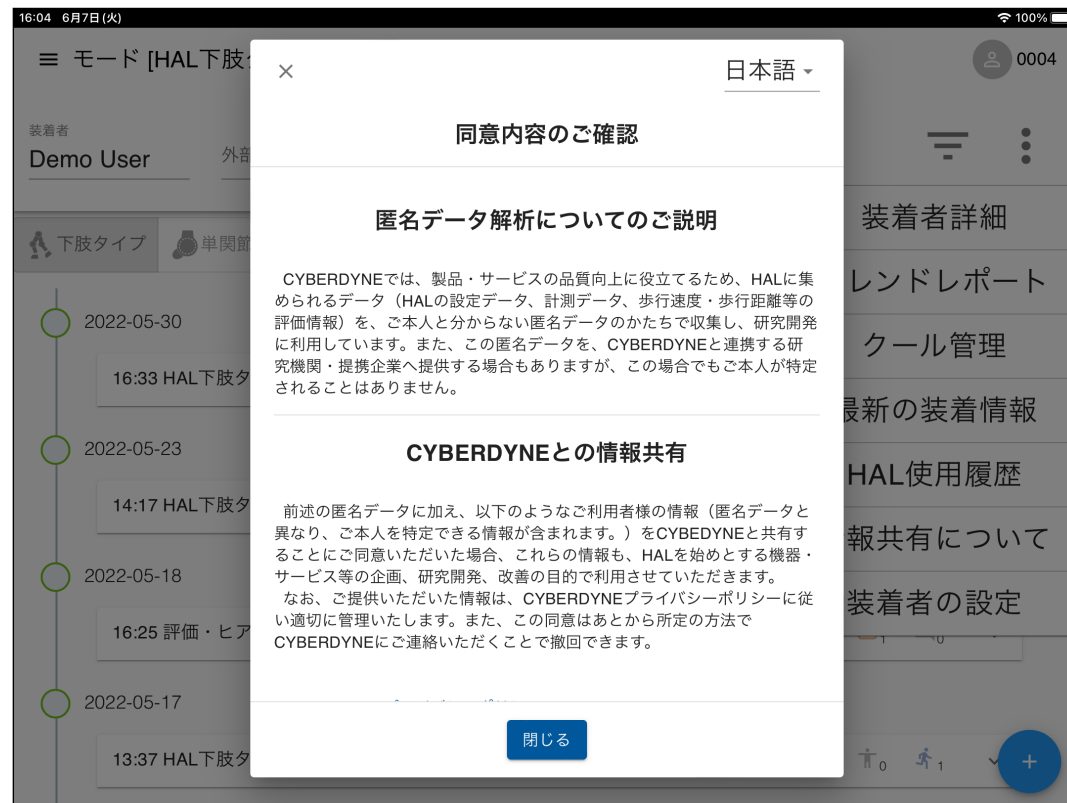 16:04 6月7日(火)
100%
モード [HAL下肢
0004
日本語
同意内容のご確認
装着者
Demo User
外部
匿名データ解析についてのご説明
CYBERDYNEでは、製品・サービスの品質向上に役立てるため、HALに集
められるデータ（HALの設定データ、計測データ、歩行速度・歩行距離等の
評価情報）を、ご本人と分からない匿名データのかたちで収集し、研究開発
に利用しています。また、この匿名データを、CYBERDYNEと連携する研
究機関・提携企業へ提供する場合もありますが、この場合でもご本人が特定
されることはありません。
CYBERDYNEとの情報共有
前述の匿名データに加え、以下のようなご利用者様の情報（匿名データと
異なり、ご本人を特定できる情報が含まれます。）をCYBEDYNEと共有す
ることにご同意いただいた場合、これらの情報も、HALを始めとする機器・
サービス等の企画、研究開発、改善の目的で利用させていただきます。
なお、ご提供いただいた情報は、CYBERDYNEプライバシーポリシーに従
い適切に管理いたします。また、この同意はあとから所定の方法で
CYBERDYNEにご連絡いただくことで撤回できます。
閉じる
下肢タイプ
単関節
2022-05-30
16:33 HAL下肢タ
2022-05-23
14:17 HAL下肢タ
2022-05-18
16:25 評価・ヒア
2022-05-17
13:37 HAL下肢タ
装着者詳細
レンドレポート
クール管理
最新の装着情報
HAL使用履歴
報共有について
装着者の設定
1
0
0
1
+